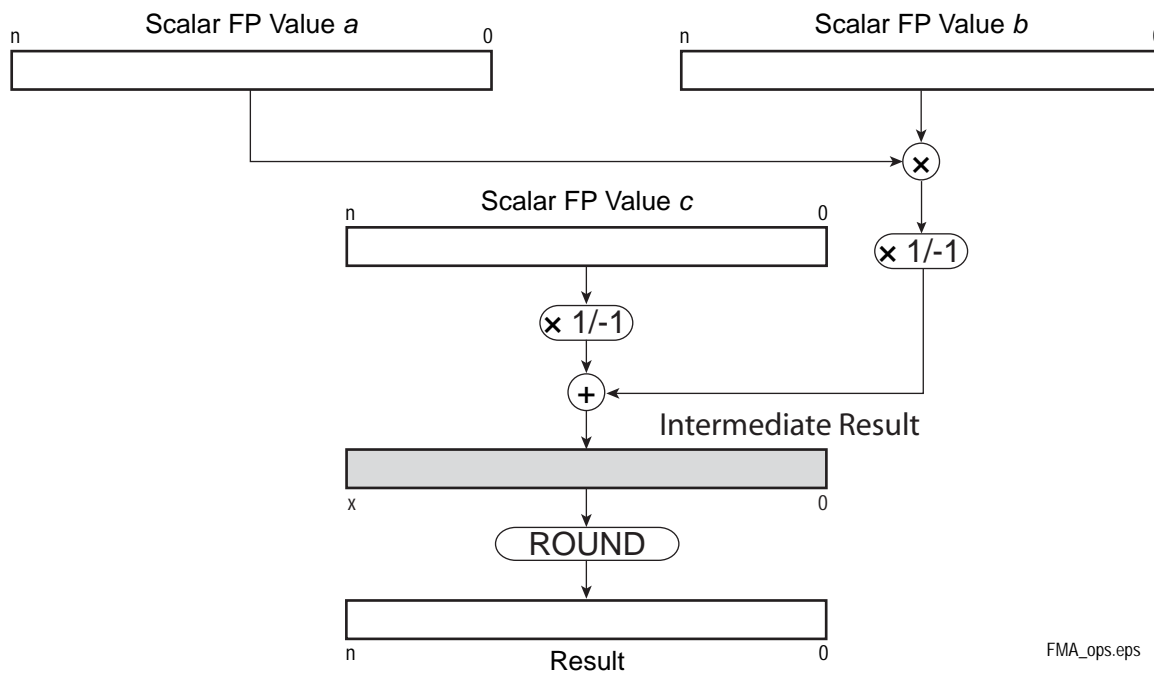 Scalar FP Value a
n 0
Scalar FP Value b
n 0
×
Scalar FP Value c
n 0
× 1/-1
× 1/-1
+
Intermediate Result
x 0
ROUND
n 0
Result
FMA_ops.eps